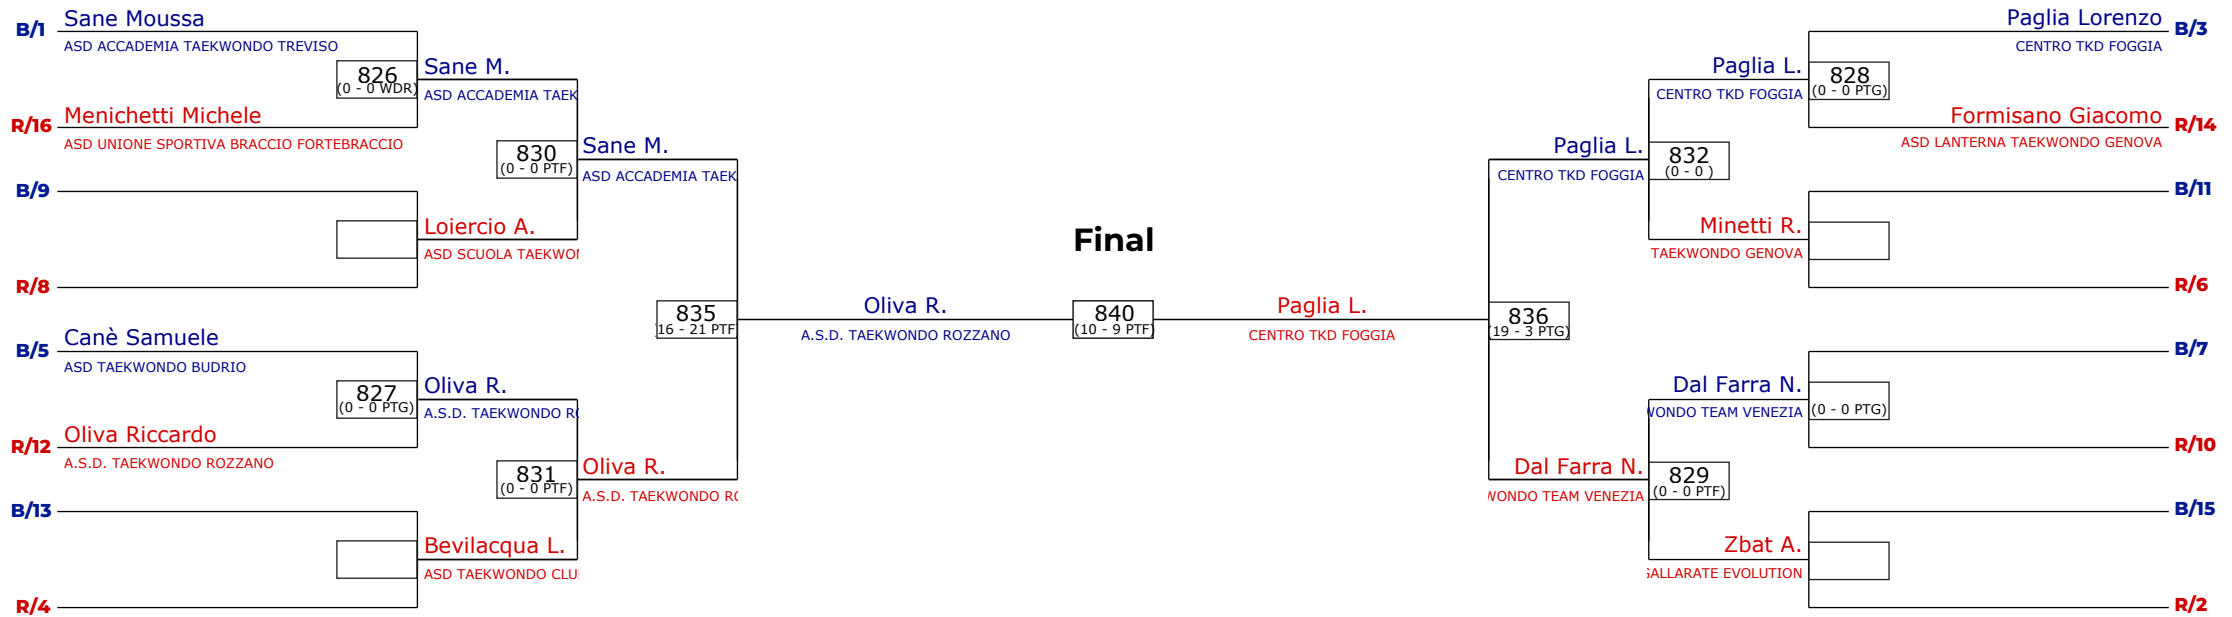 B/1
Sane Moussa
ASD ACCADEMIA TAEKWONDO TREVISO
826
(0 - 0 WDR)
Sane M.
ASD ACCADEMIA TAEK
R/16
Menichetti Michele
ASD UNIONE SPORTIVA BRACCIO FORTEBRACCIO
830
(0 - 0 PTF)
Sane M.
ASD ACCADEMIA TAEK
B/9
Loiercio A.
ASD SCUOLA TAEKWON
R/8
835
16 - 21 PTF
B/5
Canè Samuele
ASD TAEKWONDO BUDRIO
827
(0 - 0 PTG)
Oliva R.
A.S.D. TAEKWONDO RO
R/12
Oliva Riccardo
A.S.D. TAEKWONDO ROZZANO
831
(0 - 0 PTF)
Oliva R.
A.S.D. TAEKWONDO RO
B/13
Bevilacqua L.
ASD TAEKWONDO CLU
R/4
Final
Oliva R.
A.S.D. TAEKWONDO ROZZANO
840
(10 - 9 PTF)
Paglia L.
CENTRO TKD FOGGIA
836
(19 - 3 PTG)
Paglia Lorenzo
B/3
CENTRO TKD FOGGIA
Paglia L.
CENTRO TKD FOGGIA
828
(0 - 0 PTG)
Formisano Giacomo
R/14
ASD LANTERNA TAEKWONDO GENOVA
Paglia L.
CENTRO TKD FOGGIA
832
(0 - 0 )
B/11
Minetti R.
TAEKWONDO GENOVA
R/6
B/7
Dal Farra N.
WONDO TEAM VENEZIA
(0 - 0 PTG)
R/10
Dal Farra N.
WONDO TEAM VENEZIA
829
(0 - 0 PTF)
B/15
Zbat A.
GALLARATE EVOLUTION
R/2